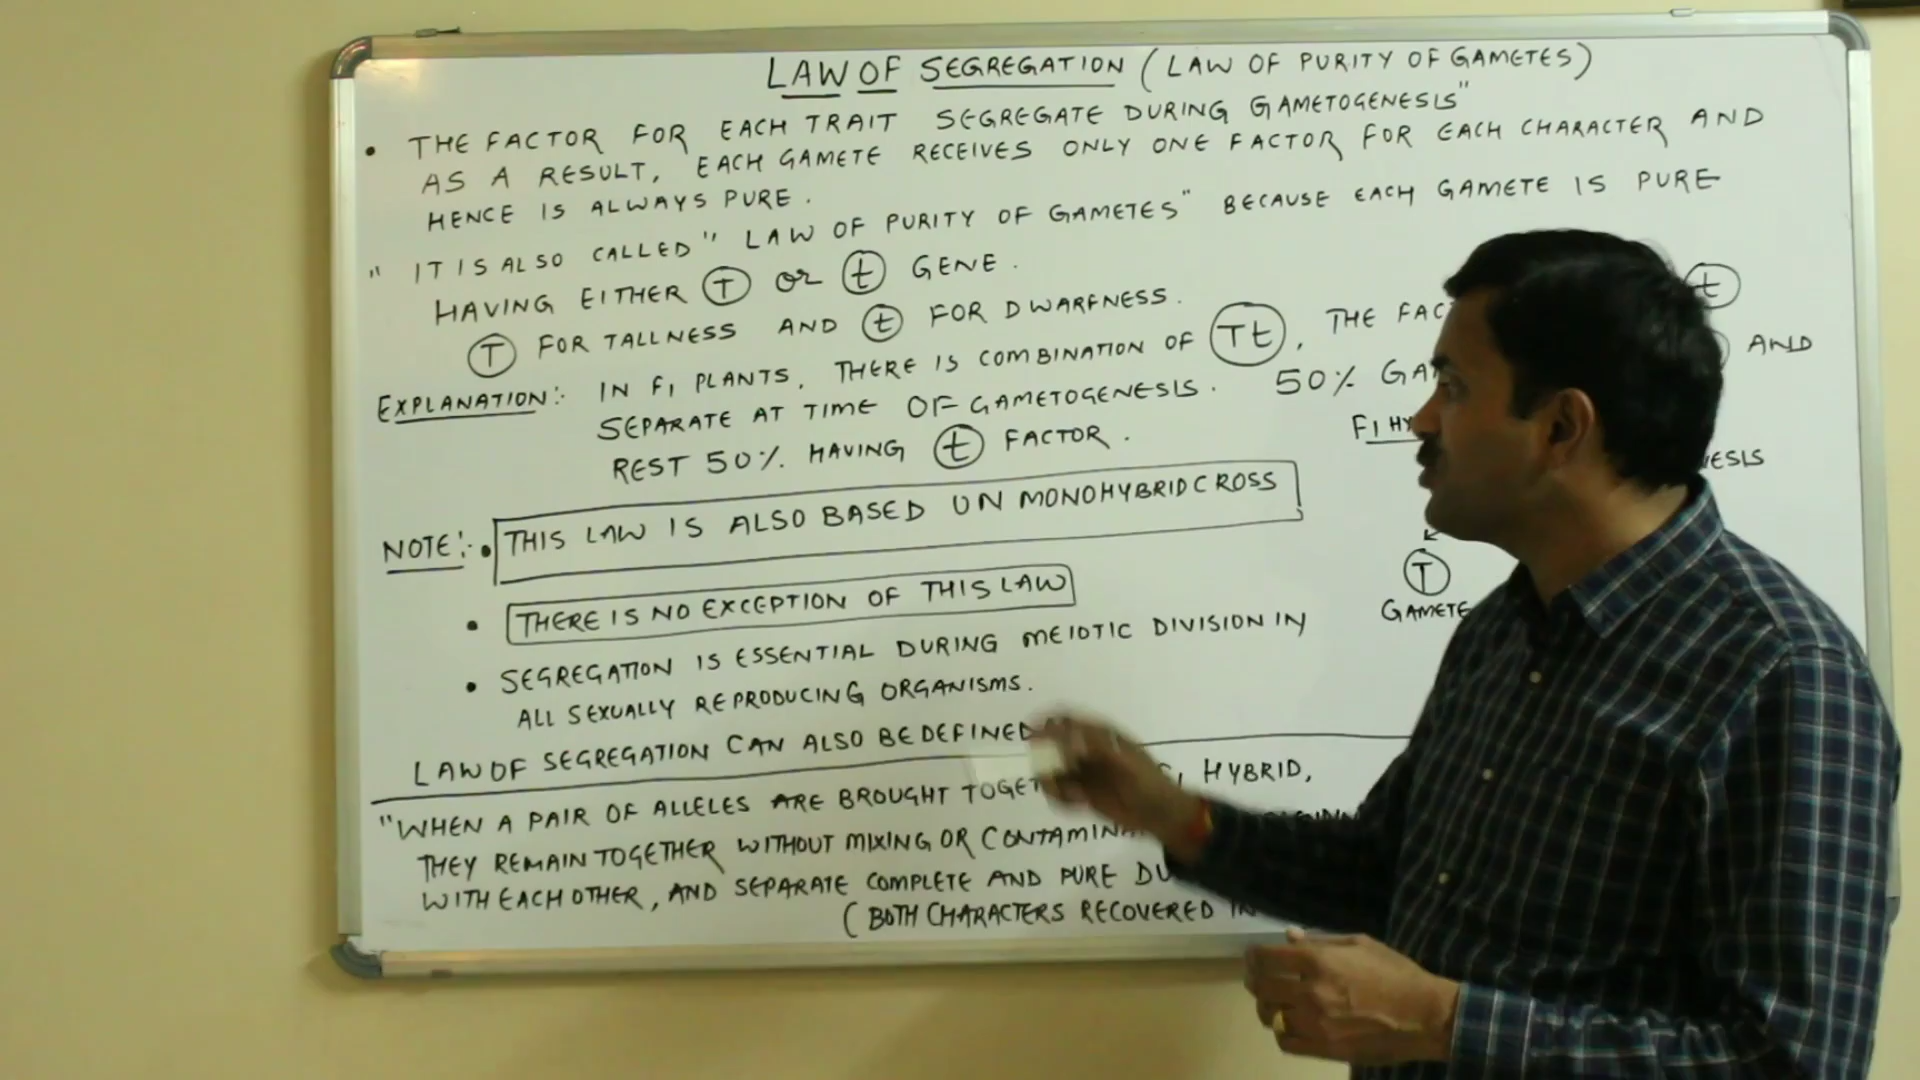 LAW OF SEGREGATION (LAW OF PURITY OF GAMETES)
• THE FACTOR FOR EACH TRAIT SEGREGATE DURING GAMETOGENESIS"
AS A RESULT, EACH GAMETE RECEIVES ONLY ONE FACTOR FOR EACH CHARACTER AND
HENCE IS ALWAYS PURE.
" IT IS ALSO CALLED " LAW OF PURITY OF GAMETES" BECAUSE EACH GAMETE IS PURE
HAVING EITHER T or t GENE.
T FOR TALLNESS AND t FOR DWARFNESS.
EXPLANATION:- IN F1 PLANTS, THERE IS COMBINATION OF Tt, THE t
SEPARATE AT TIME OF GAMETOGENESIS. 50% AND
REST 50% HAVING t FACTOR.
F1
NOTE:- • THIS LAW IS ALSO BASED ON MONOHYBRID CROSS
• THERE IS NO EXCEPTION OF THIS LAW
T
GAMETE
• SEGREGATION IS ESSENTIAL DURING MEIOTIC DIVISION IN
ALL SEXUALLY REPRODUCING ORGANISMS.
LAW OF SEGREGATION CAN ALSO BE DEFINED
"WHEN A PAIR OF ALLELES ARE BROUGHT HYBRID,
THEY REMAIN TOGETHER WITHOUT MIXING OR
WITH EACH OTHER, AND SEPARATE COMPLETE AND PURE
(BOTH CHARACTERS RECOVERED